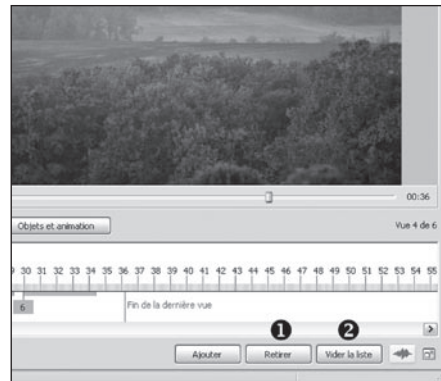 00:36
Objets et animation Vue 4 de 6
30 31 32 33 34 35 36 37 38 39 40 41 42 43 44 45 46 47 48 49 50 51 52 53 54 55
6 Fin de la dernière vue
❶ ❷
Ajouter Retirer Vider la liste